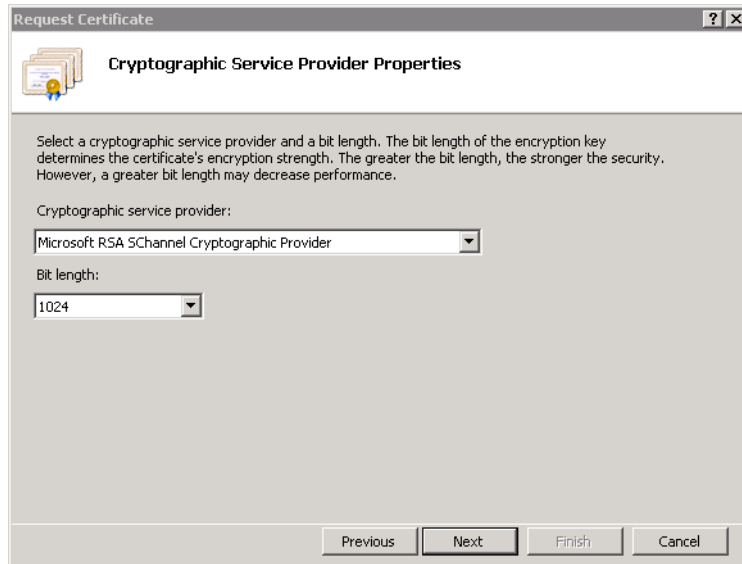 Request Certificate
Cryptographic Service Provider Properties
Select a cryptographic service provider and a bit length. The bit length of the encryption key
determines the certificate's encryption strength. The greater the bit length, the stronger the security.
However, a greater bit length may decrease performance.
Cryptographic service provider:
Microsoft RSA SChannel Cryptographic Provider
Bit length:
1024
Previous Next Finish Cancel